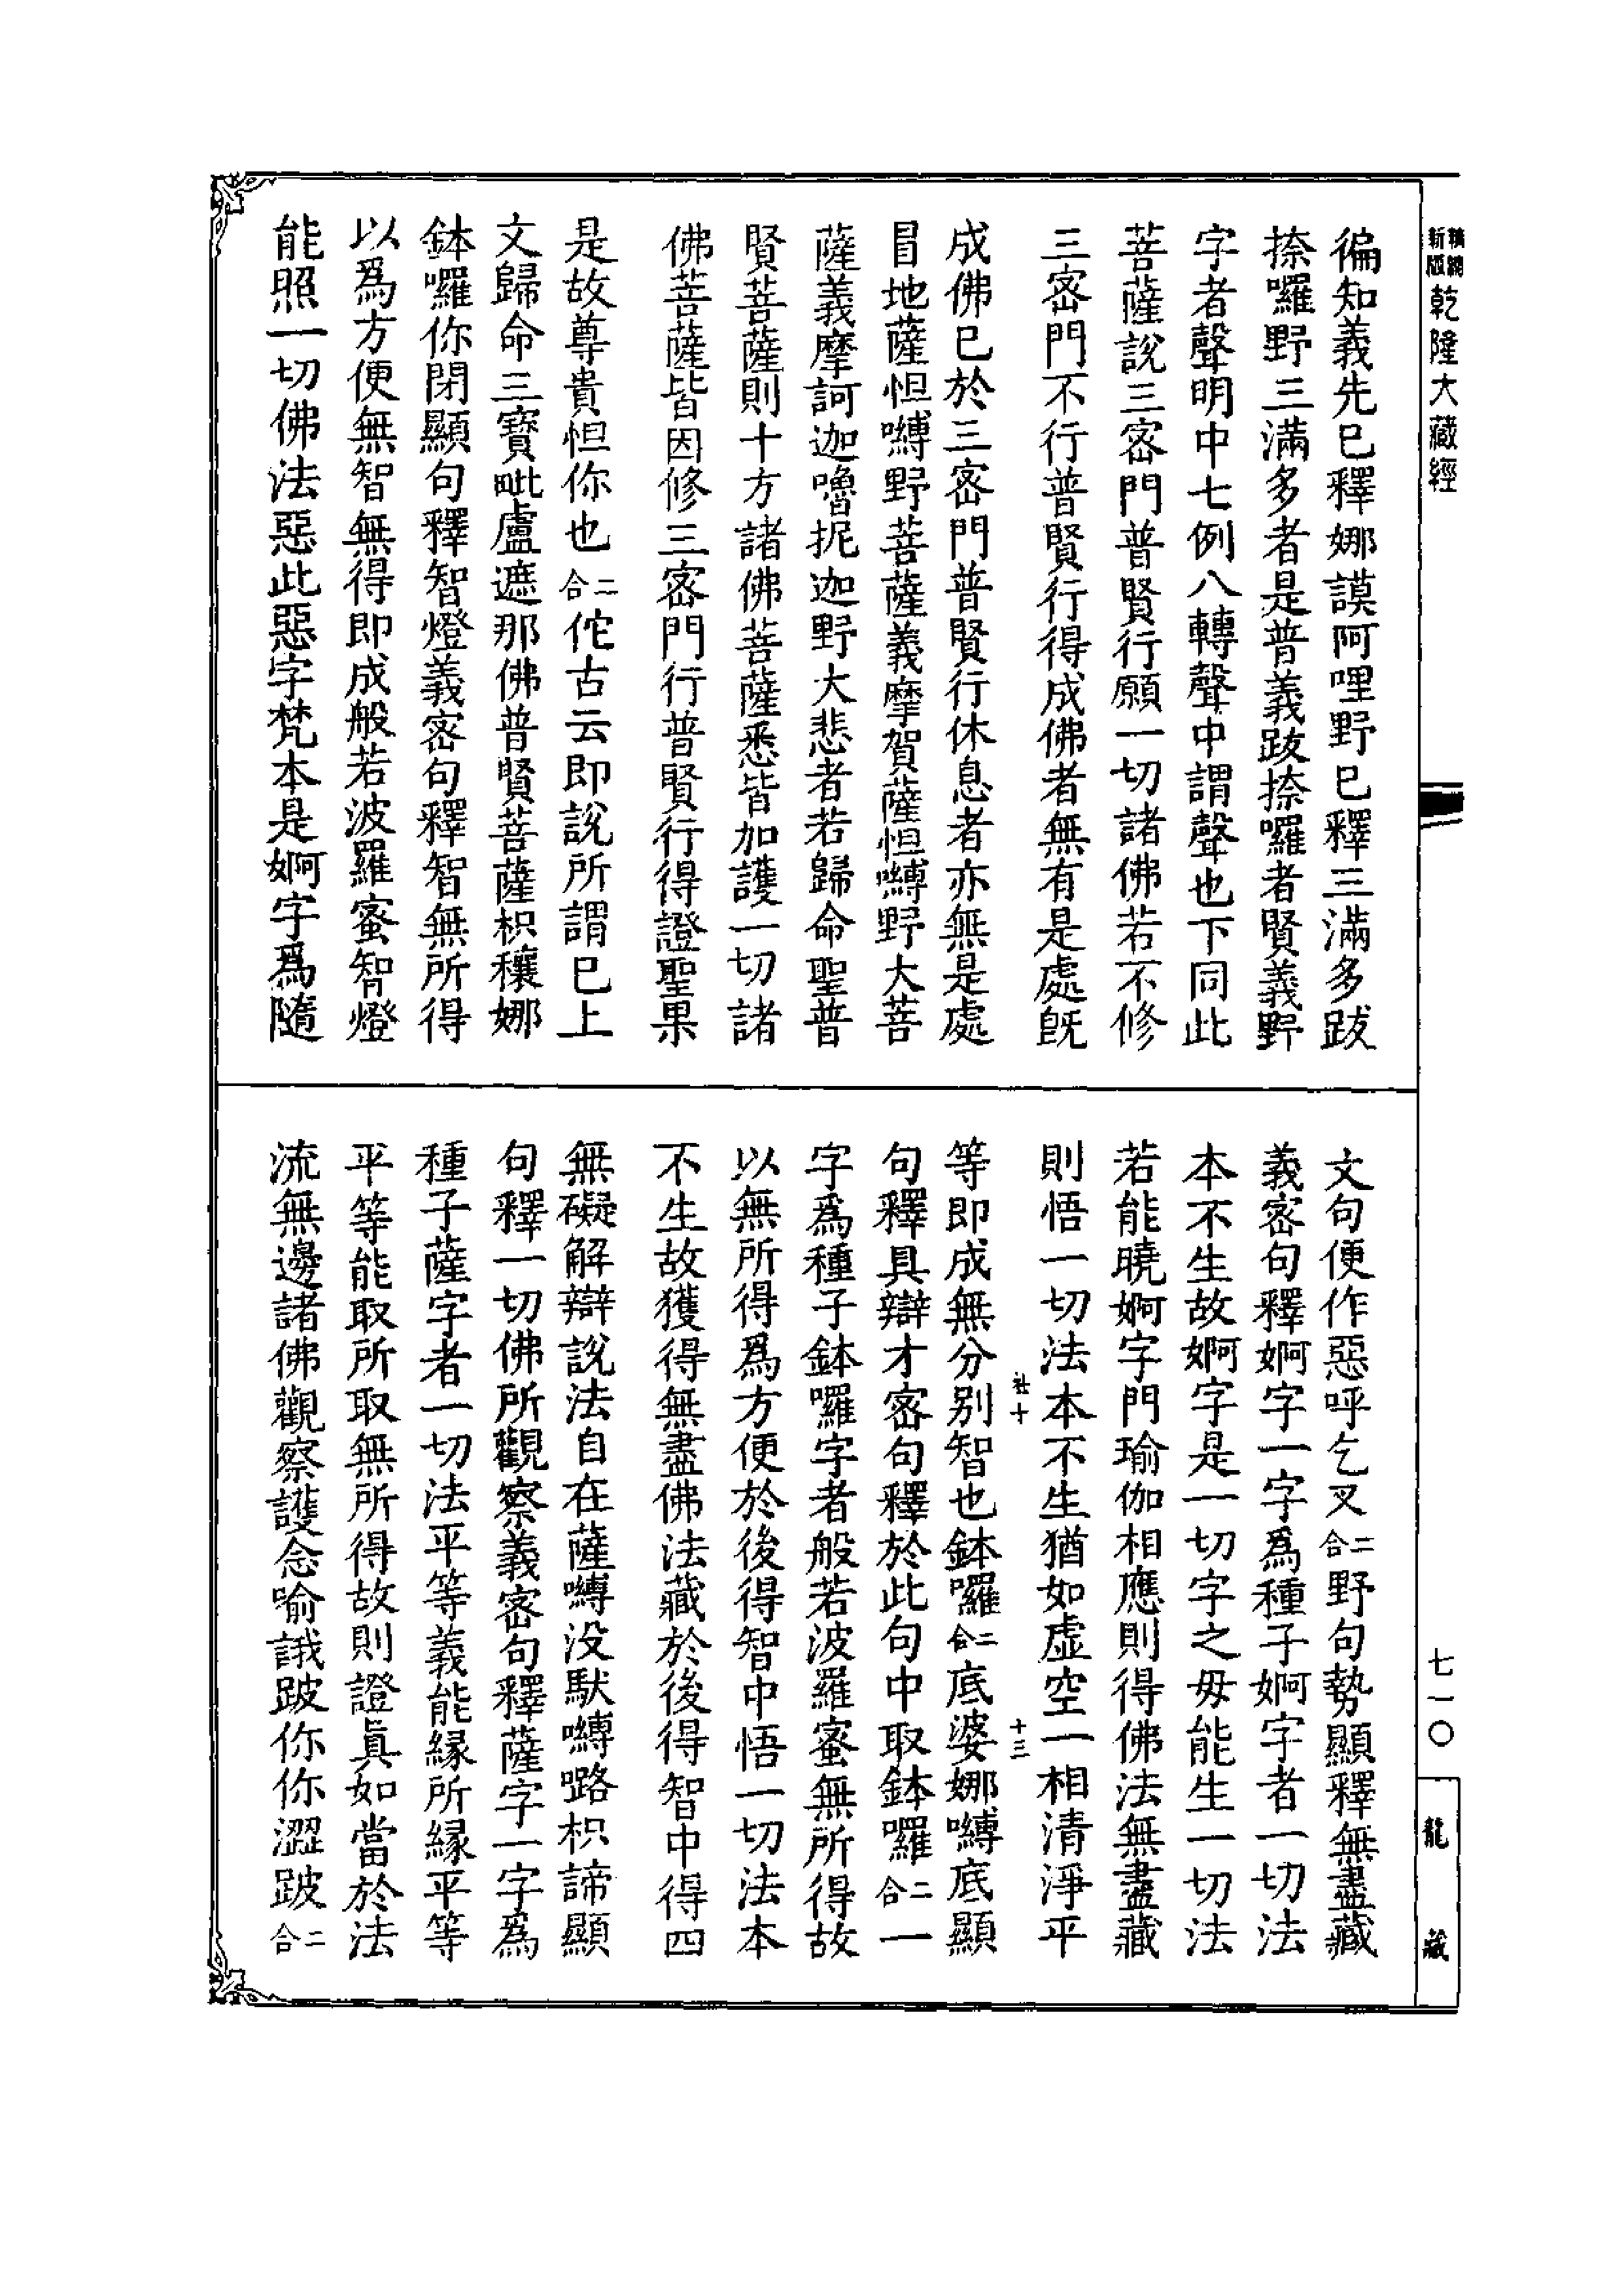 新版
乾隆大藏經
七一〇
龍藏
徧知義先已釋娜謨阿哩野已釋三滿多跋
捺囉野三滿多者是普義跋捺囉者賢義野
字者聲明中七例八轉聲中謂聲也下同此
菩薩說三密門普賢行願一切諸佛若不修
三密門不行普賢行得成佛者無有是處旣
成佛已於三密門普賢行休息者亦無是處
冒地薩怛嚩野菩薩義摩賀薩怛嚩野大菩
薩義摩訶迦嚕抳迦野大悲者若歸命聖普
賢菩薩則十方諸佛菩薩悉皆加護一切諸
佛菩薩皆因修三密門行普賢行得證聖果
是故尊貴怛你也二合佗古云即說所謂已上
文歸命三寶毗盧遮那佛普賢菩薩枳穰娜
鉢囉你閉顯句釋智燈義密句釋智無所得
以爲方便無智無得即成般若波羅蜜智燈
能照一切佛法惡此惡字梵本是婀字爲隨
文句便作惡呼乞叉二合野句勢顯釋無盡藏
義密句釋婀字一字爲種子婀字者一切法
本不生故婀字是一切字之母能生一切法
若能曉婀字門瑜伽相應則得佛法無盡藏
則悟一切法本不生猶如虛空一相清淨平
社十
十三
等即成無分別智也鉢囉二合底婆娜嚩底顯
句釋具辯才密句釋於此句中取鉢囉二合一
字爲種子鉢囉字者般若波羅蜜無所得故
以無所得爲方便於後得智中悟一切法本
不生故獲得無盡佛法藏於後得智中得四
無礙解辯說法自在薩嚩没馱嚩路枳諦顯
句釋一切佛所觀察義密句釋薩字一字爲
種子薩字者一切法平等義能緣所緣平等
平等能取所取無所得故則證眞如當於法
流無邊諸佛觀察護念喻誐跛你你澀跛二合